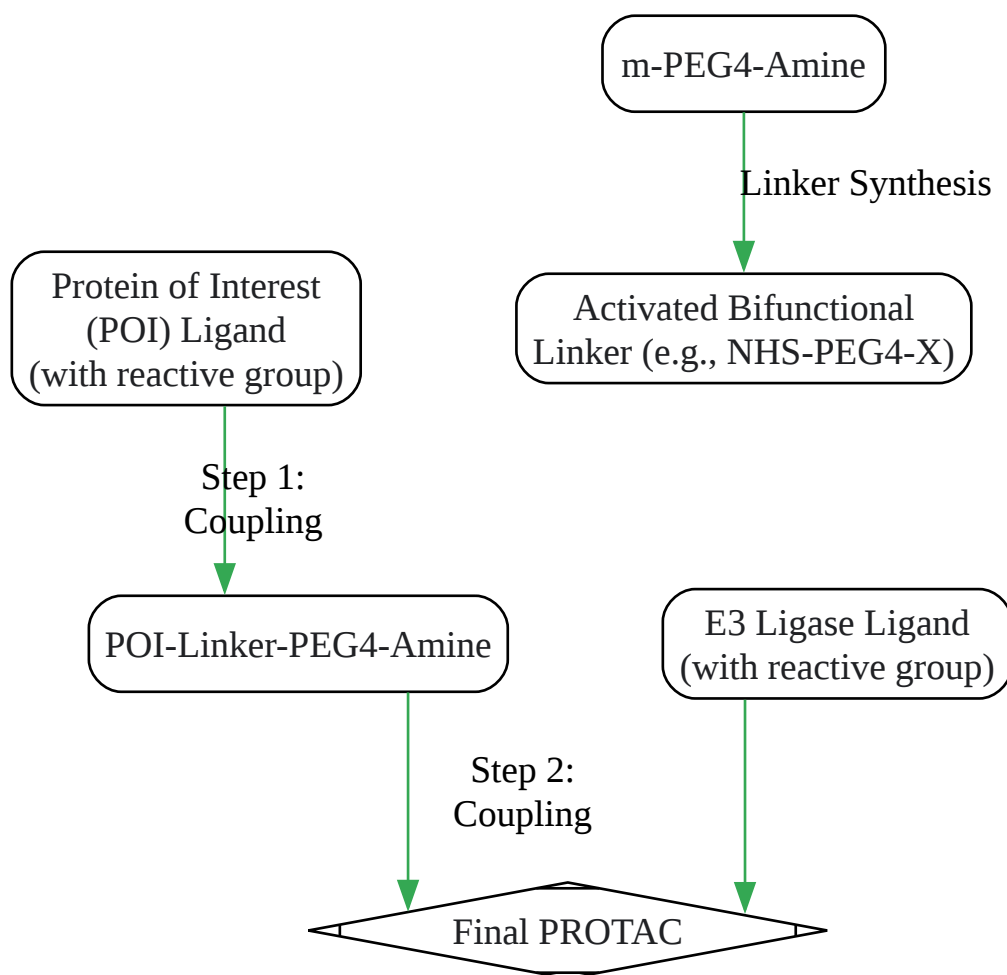 m-PEG4-Amine
Linker Synthesis
Protein of Interest
(POI) Ligand
(with reactive group)
Activated Bifunctional
Linker (e.g., NHS-PEG4-X)
Step 1:
Coupling
POI-Linker-PEG4-Amine
E3 Ligase Ligand
(with reactive group)
Step 2:
Coupling
Final PROTAC